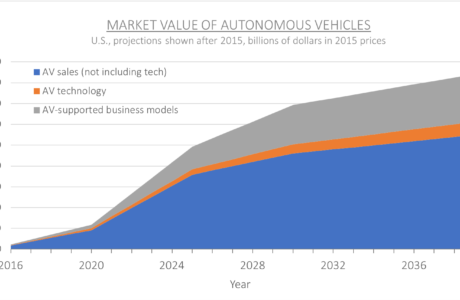 MARKET VALUE OF AUTONOMOUS VEHICLES
U.S., projections shown after 2015, billions of dollars in 2015 prices
AV sales (not including tech)
AV technology
AV-supported business models
2016 2020 2024 2028 2032 2036
Year